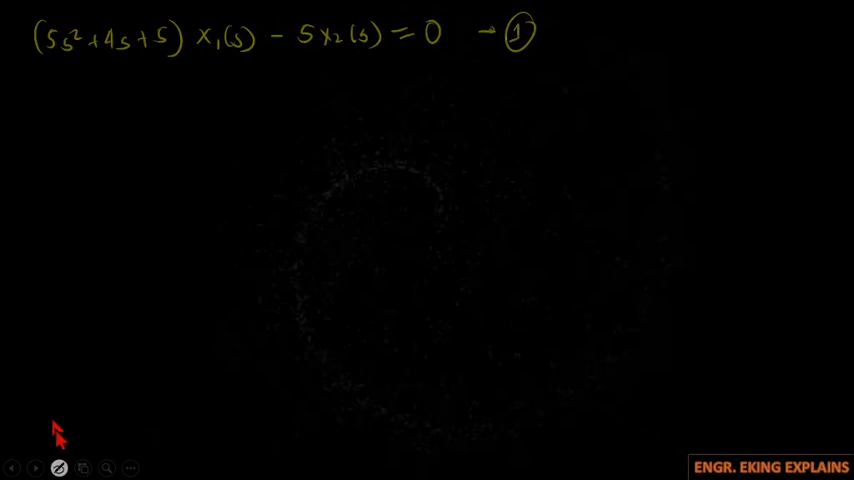 (5s²+4s+5) x₁(s) - 5x₂(s) = 0 → ①
ENGR. EKING EXPLAINS